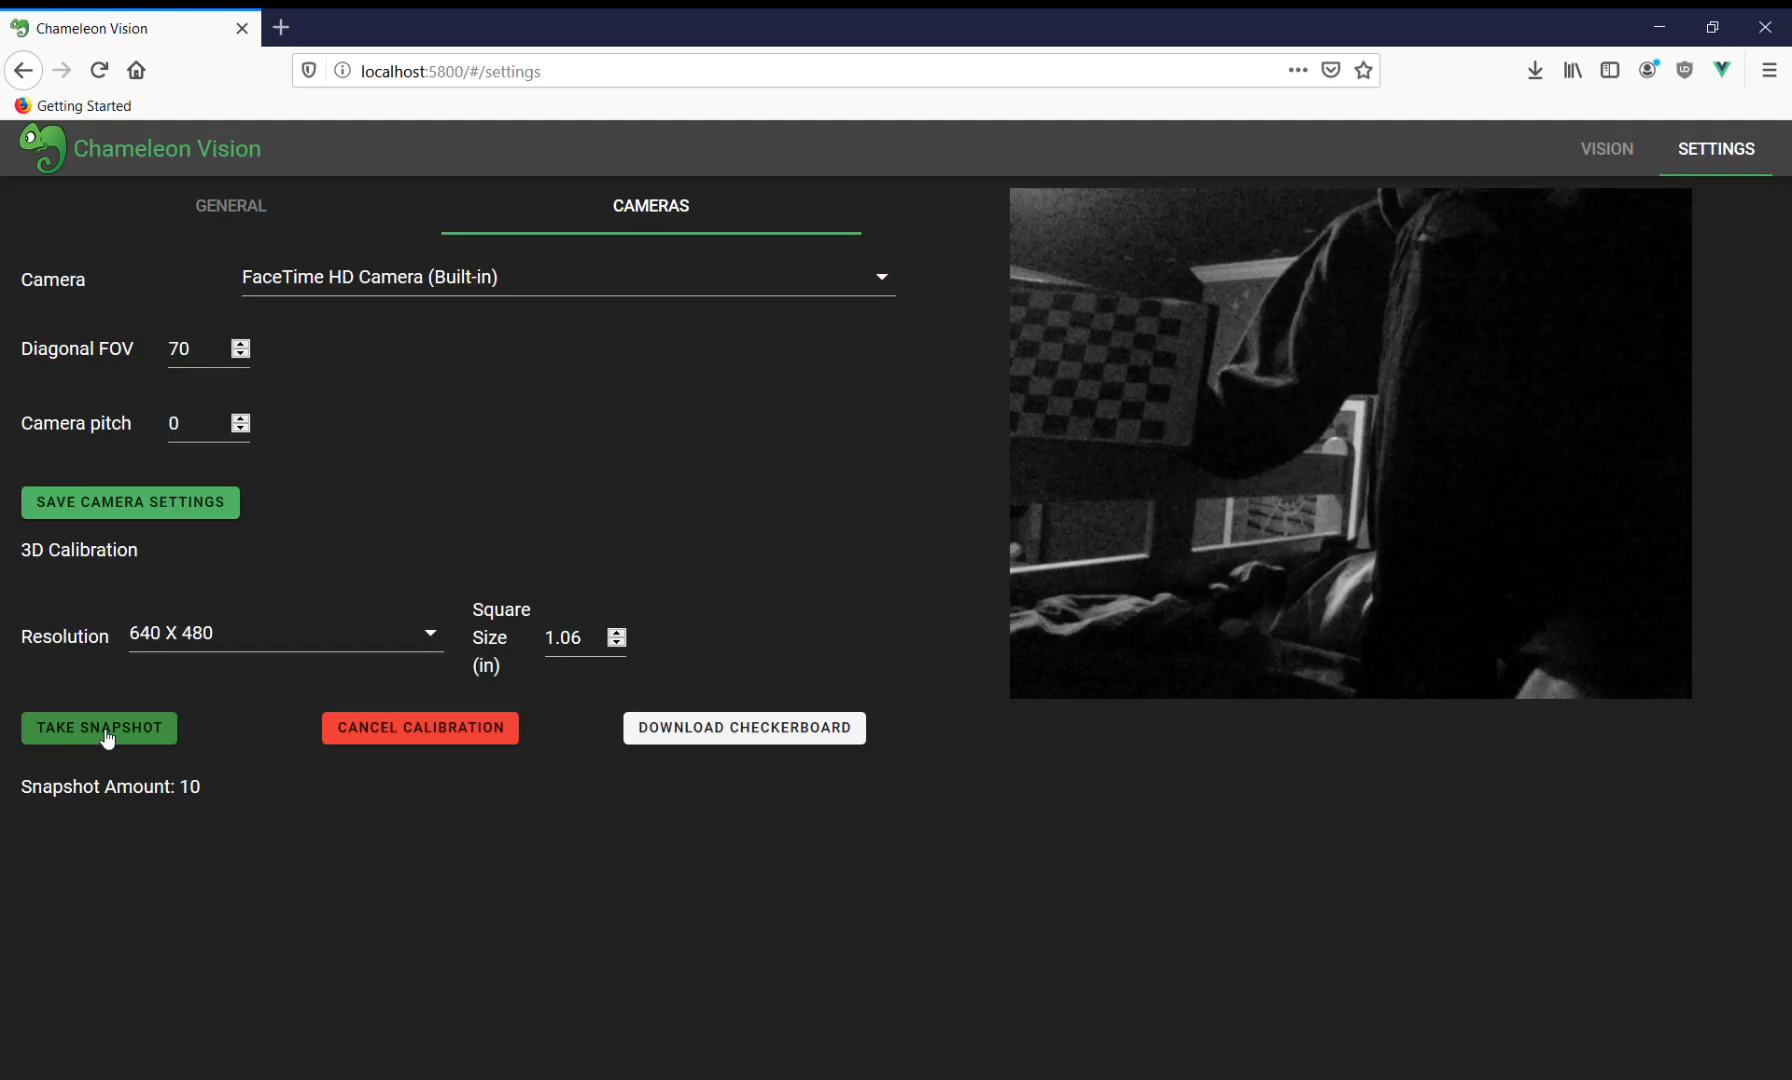 Chameleon Vision
localhost:5800/#/settings
Getting Started
Chameleon Vision
VISION
SETTINGS
GENERAL
CAMERAS
Camera
FaceTime HD Camera (Built-in)
Diagonal FOV
70
Camera pitch
0
SAVE CAMERA SETTINGS
3D Calibration
Resolution
640 X 480
Square
Size
(in)
1.06
TAKE SNAPSHOT
CANCEL CALIBRATION
DOWNLOAD CHECKERBOARD
Snapshot Amount: 10